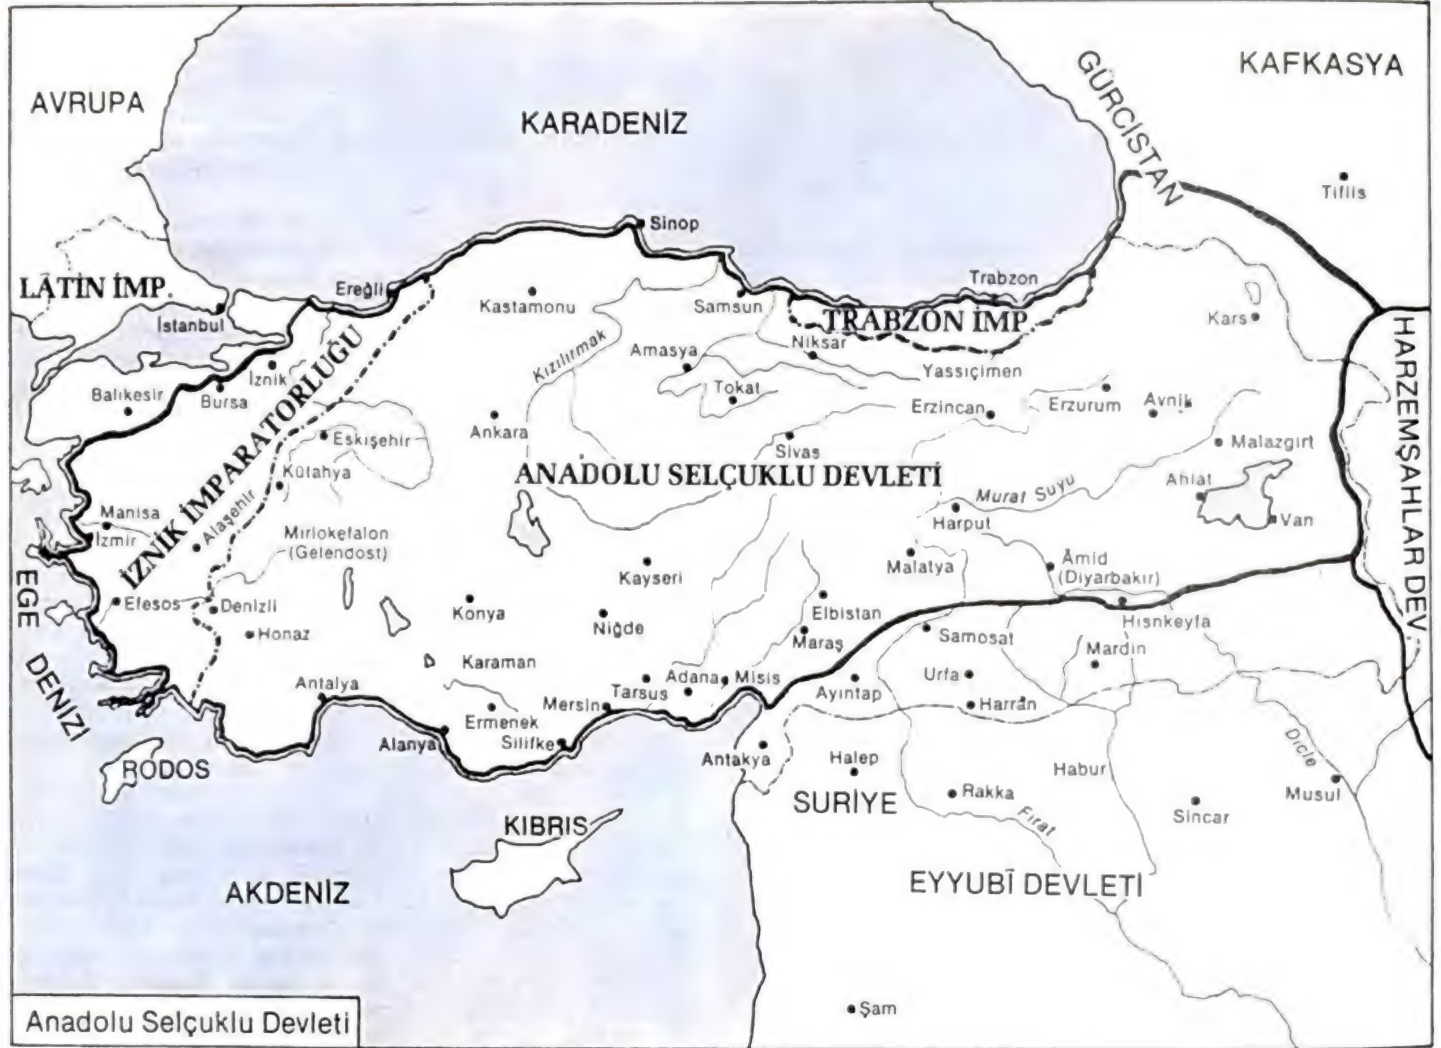 AVRUPA
KARADENİZ
GÜRCİSTAN
KAFKASYA
Tiflis
Sinop
LÂTİN İMP.
İstanbul
Ereğli
Kastamonu
Samsun
Trabzon
TRABZON İMP
Kars
HARZEMŞAHLAR DEV.
Kızılırmak
Amasya
Niksar
Yassıçimen
Tokat
Erzincan
Erzurum
Avnik
Balıkesir
Bursa
İznik
İZNİK İMPARATORLUĞU
Eskişehir
Ankara
Sivas
Malazgırt
Kütahya
ANADOLU SELÇUKLU DEVLETİ
Murat Suyu
Ahlat
Van
Harput
Manisa
İzmir
Alaşehir
Mirlokefalon
(Gelendost)
Kayseri
Malatya
Âmid
(Diyarbakır)
EGE
DENİZİ
Efesos
Denizli
Honaz
Konya
Niğde
Elbistan
Maraş
Samosat
Hısnkeyfa
Mardin
Karaman
Antalya
Ermenek
Mersin
Tarsus
Adana
Misis
Ayıntap
Urfa
Harrân
Alanya
Silifke
Antakya
Halep
SURİYE
Rakka
Fırat
Habur
Dicle
Musul
Sincar
RODOS
KIBRIS
AKDENİZ
EYYUBÎ DEVLETİ
Şam
Anadolu Selçuklu Devleti